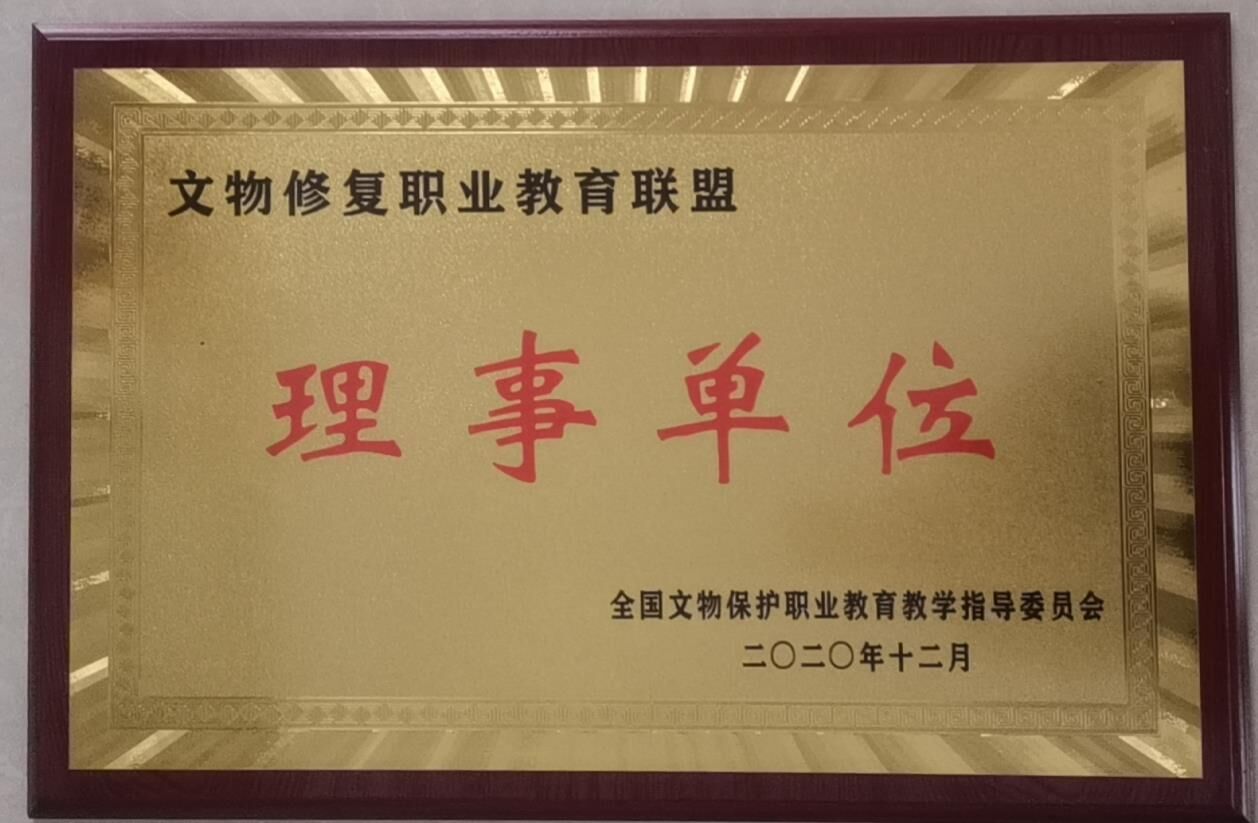 文物修复职业教育联盟
理事单位
全国文物保护职业教育教学指导委员会
二〇二〇年十二月